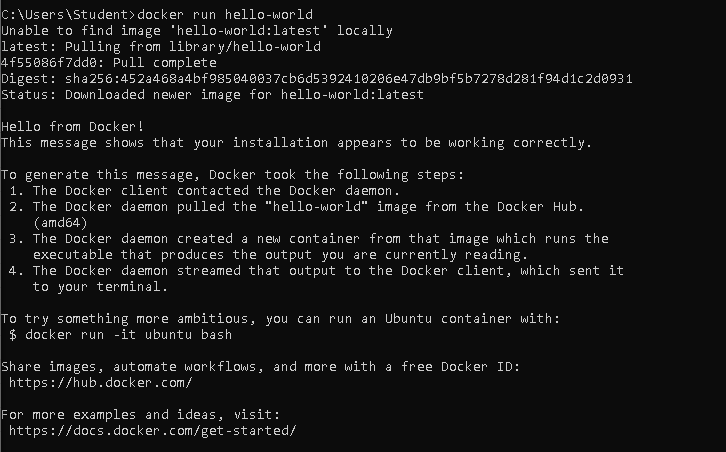 C:\Users\Student>docker run hello-world
Unable to find image 'hello-world:latest' locally
latest: Pulling from library/hello-world
4f55086f7dd0: Pull complete
Digest: sha256:452a468a4bf985040037cb6d5392410206e47db9bf5b7278d281f94d1c2d0931
Status: Downloaded newer image for hello-world:latest

Hello from Docker!
This message shows that your installation appears to be working correctly.

To generate this message, Docker took the following steps:
 1. The Docker client contacted the Docker daemon.
 2. The Docker daemon pulled the "hello-world" image from the Docker Hub.
    (amd64)
 3. The Docker daemon created a new container from that image which runs the
    executable that produces the output you are currently reading.
 4. The Docker daemon streamed that output to the Docker client, which sent it
    to your terminal.

To try something more ambitious, you can run an Ubuntu container with:
 $ docker run -it ubuntu bash

Share images, automate workflows, and more with a free Docker ID:
 https://hub.docker.com/

For more examples and ideas, visit:
 https://docs.docker.com/get-started/